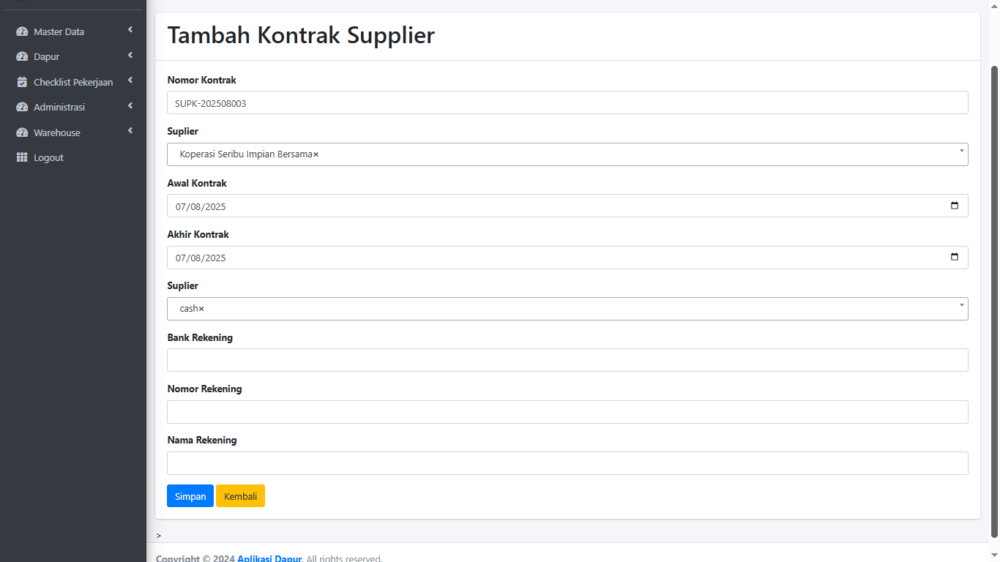 Master Data
Dapur
Checklist Pekerjaan
Administrasi
Warehouse
Logout
Tambah Kontrak Supplier
Nomor Kontrak
SUPK-202508003
Suplier
Koperasi Seribu Impian Bersama×
Awal Kontrak
07/08/2025
Akhir Kontrak
07/08/2025
Suplier
cash×
Bank Rekening
Nomor Rekening
Nama Rekening
Simpan Kembali
>
Copyright © 2024 Aplikasi Dapur. All rights reserved.